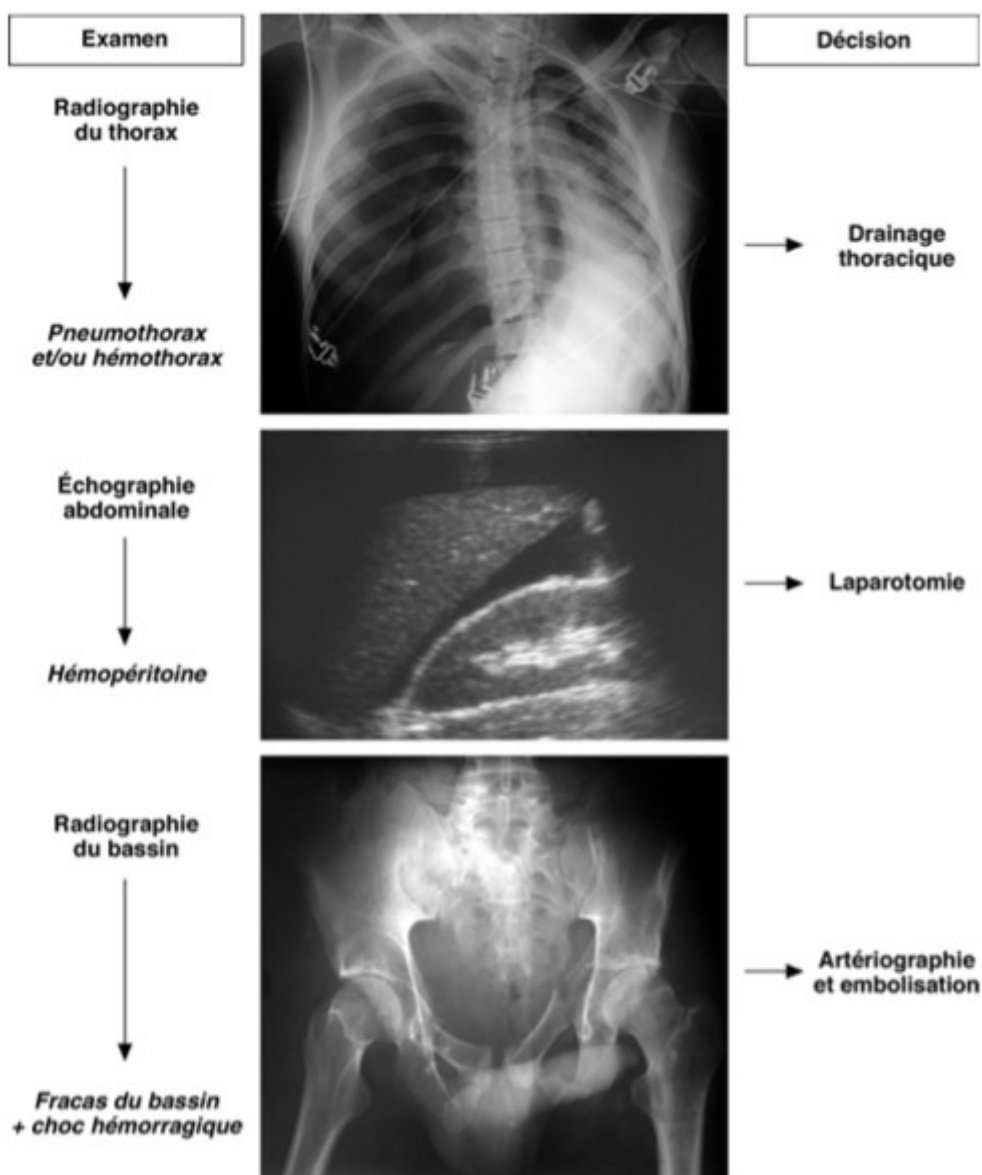 Examen
Décision
Radiographie
du thorax
Pneumothorax
et/ou hémothorax
Drainage
thoracique
Échographie
abdominale
Hémopéritoine
Laparotomie
Radiographie
du bassin
Fracas du bassin
+ choc hémorragique
Artériographie
et embolisation